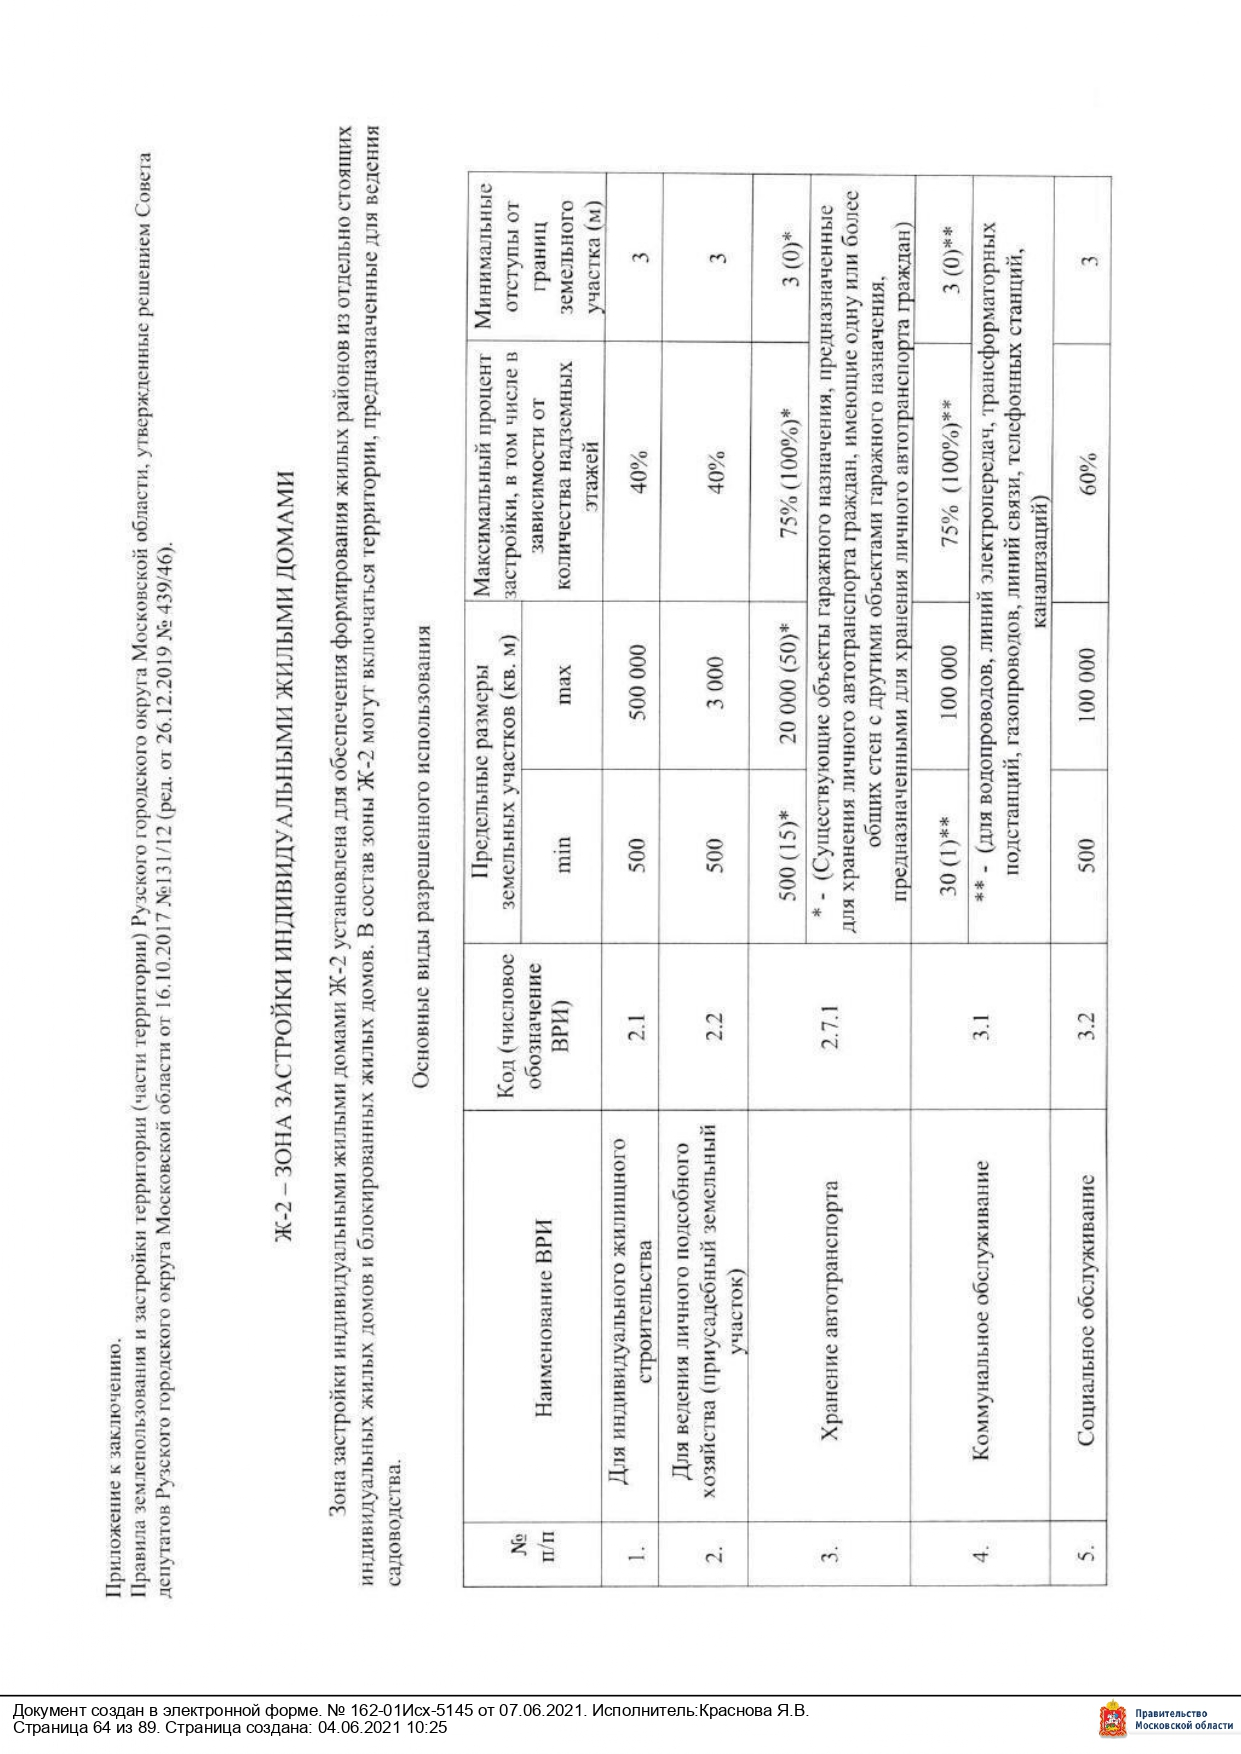 Приложение к заключению.
Правила землепользования и застройки территории (части территории) Рузского городского округа Московской области, утвержденные решением Совета
депутатов Рузского городского округа Московской области от 16.10.2017 №131/12 (ред. от 26.12.2019 № 439/46).
Ж-2 – ЗОНА ЗАСТРОЙКИ ИНДИВИДУАЛЬНЫМИ ЖИЛЫМИ ДОМАМИ
Зона застройки индивидуальными жилыми домами Ж-2 установлена для обеспечения формирования жилых районов из отдельно стоящих
индивидуальных жилых домов и блокированных жилых домов. В состав зоны Ж-2 могут включаться территории, предназначенные для ведения
садоводства.
Основные виды разрешенного использования
№
п/п
Наименование ВРИ
Код (числовое
обозначение
ВРИ)
Предельные размеры
земельных участков (кв. м)
min
max
Максимальный процент
застройки, в том числе в
зависимости от
количества надземных
этажей
Минимальные
отступы от
границ
земельного
участка (м)
1.
Для индивидуального жилищного
строительства
2.1
500
500 000
40%
3
2.
Для ведения личного подсобного
хозяйства (приусадебный земельный
участок)
2.2
500
3 000
40%
3
3.
Хранение автотранспорта
2.7.1
500 (15)*
20 000 (50)*
75% (100%)*
3 (0)*
* - (Существующие объекты гаражного назначения, предназначенные
для хранения личного автотранспорта граждан, имеющие одну или более
общих стен с другими объектами гаражного назначения,
предназначенными для хранения личного автотранспорта граждан)
4.
Коммунальное обслуживание
3.1
30 (1)**
100 000
75% (100%)**
3 (0)**
** - (для водопроводов, линий электропередач, трансформаторных
подстанций, газопроводов, линий связи, телефонных станций,
канализаций)
5.
Социальное обслуживание
3.2
500
100 000
60%
3
Документ создан в электронной форме. № 162-01Исх-5145 от 07.06.2021. Исполнитель:Краснова Я.В.
Страница 64 из 89. Страница создана: 04.06.2021 10:25
Правительство
Московской области